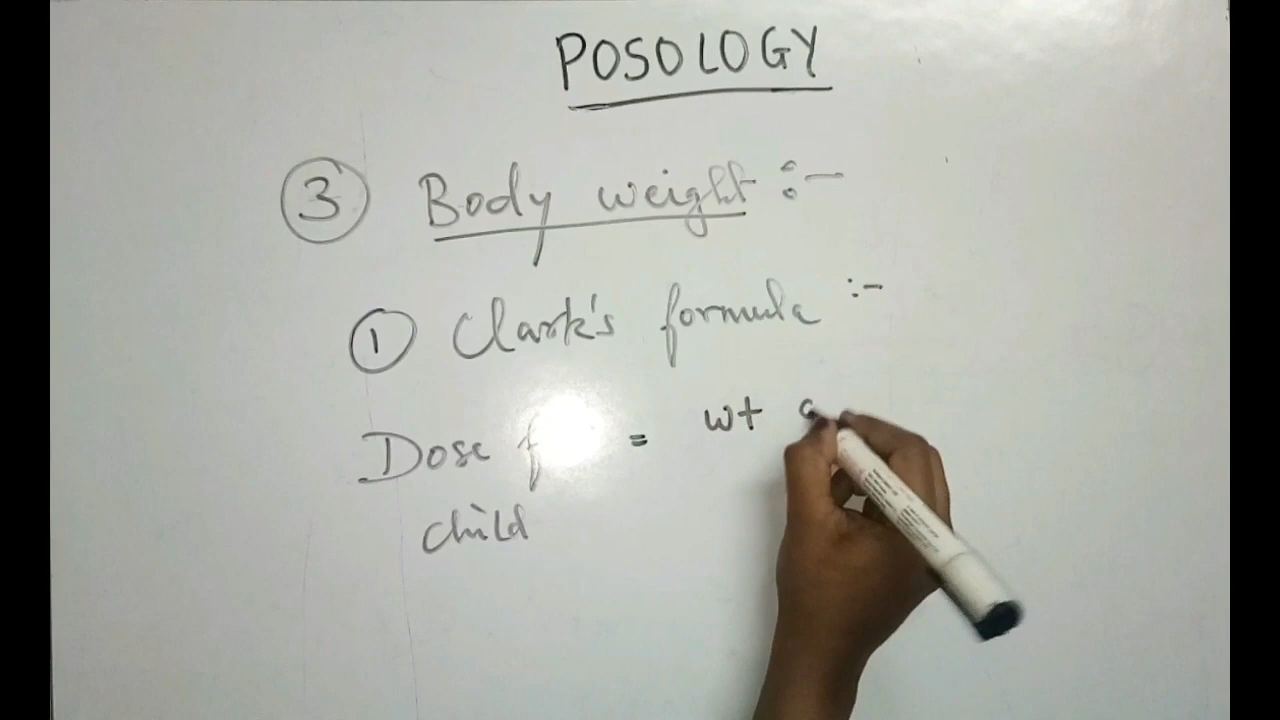 POSOLOGY
③ Body weight :-
① Clark's formula :-
Dose = wt
child